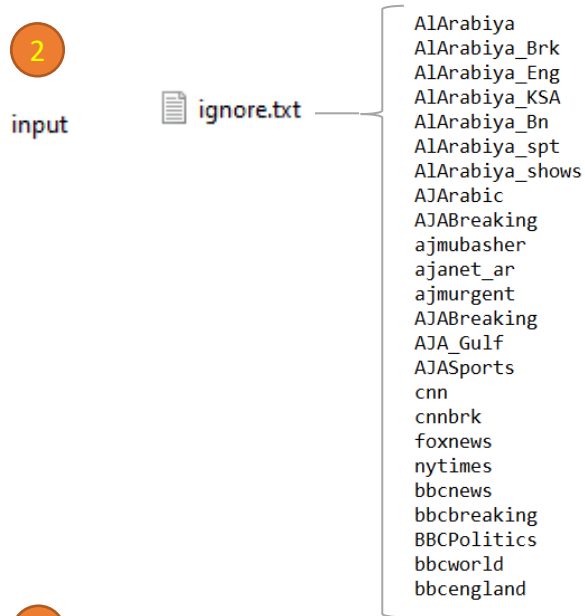 2
input
ignore.txt
AlArabiya
AlArabiya_Brk
AlArabiya_Eng
AlArabiya_KSA
AlArabiya_Bn
AlArabiya_spt
AlArabiya_shows
AJArabic
AJABreaking
ajmubasher
ajanet_ar
ajmurgent
AJABreaking
AJA_Gulf
AJASports
cnn
cnnbrk
foxnews
nytimes
bbcnews
bbcbreaking
BBCPolitics
bbcworld
bbcengland